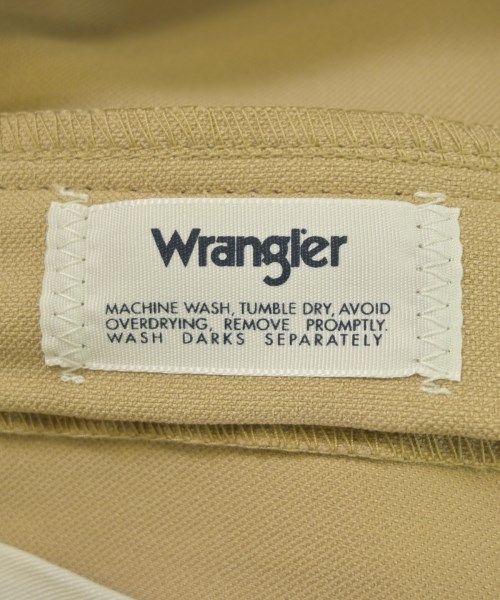 Wrangler
MACHINE WASH, TUMBLE DRY, AVOID
OVERDRYING, REMOVE PROMPTLY.
WASH DARKS SEPARATELY